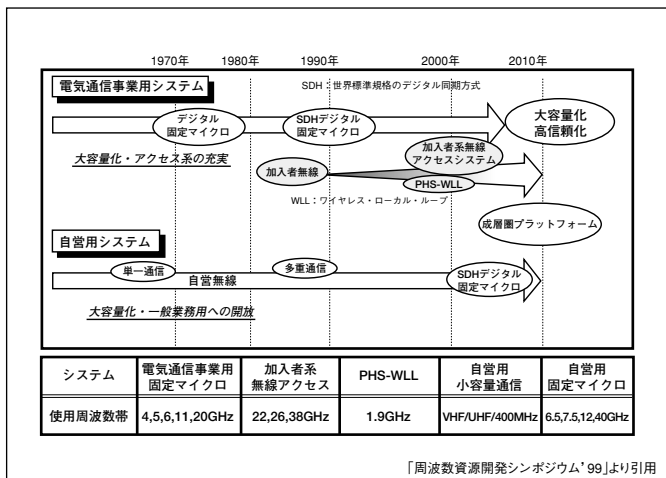 1970年 1980年 1990年 2000年 2010年
電気通信事業用システム
SDH：世界標準規格のデジタル同期方式
デジタル
固定マイクロ
SDHデジタル
固定マイクロ
大容量化
高信頼化
大容量化・アクセス系の充実
加入者無線
加入者系無線
アクセスシステム
PHS-WLL
WLL：ワイヤレス・ローカル・ループ
成層圏プラットフォーム
自営用システム
単一通信
自営無線
多重通信
SDHデジタル
固定マイクロ
大容量化・一般業務用への開放
システム
電気通信事業用
固定マイクロ
加入者系
無線アクセス
PHS-WLL
自営用
小容量通信
自営用
固定マイクロ
使用周波数帯 4,5,6,11,20GHz 22,26,38GHz 1.9GHz VHF/UHF/400MHz 6.5,7.5,12,40GHz
「周波数資源開発シンポジウム’99」より引用